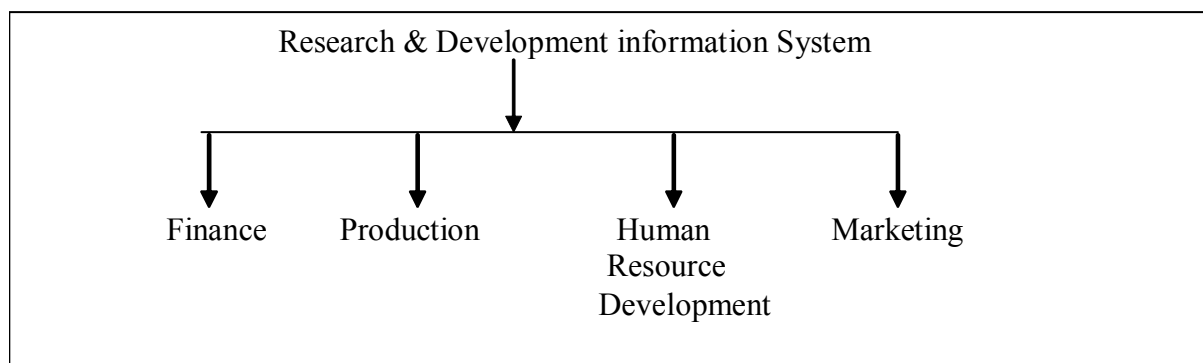 Research & Development information System
Finance Production Human Marketing
Resource
Development